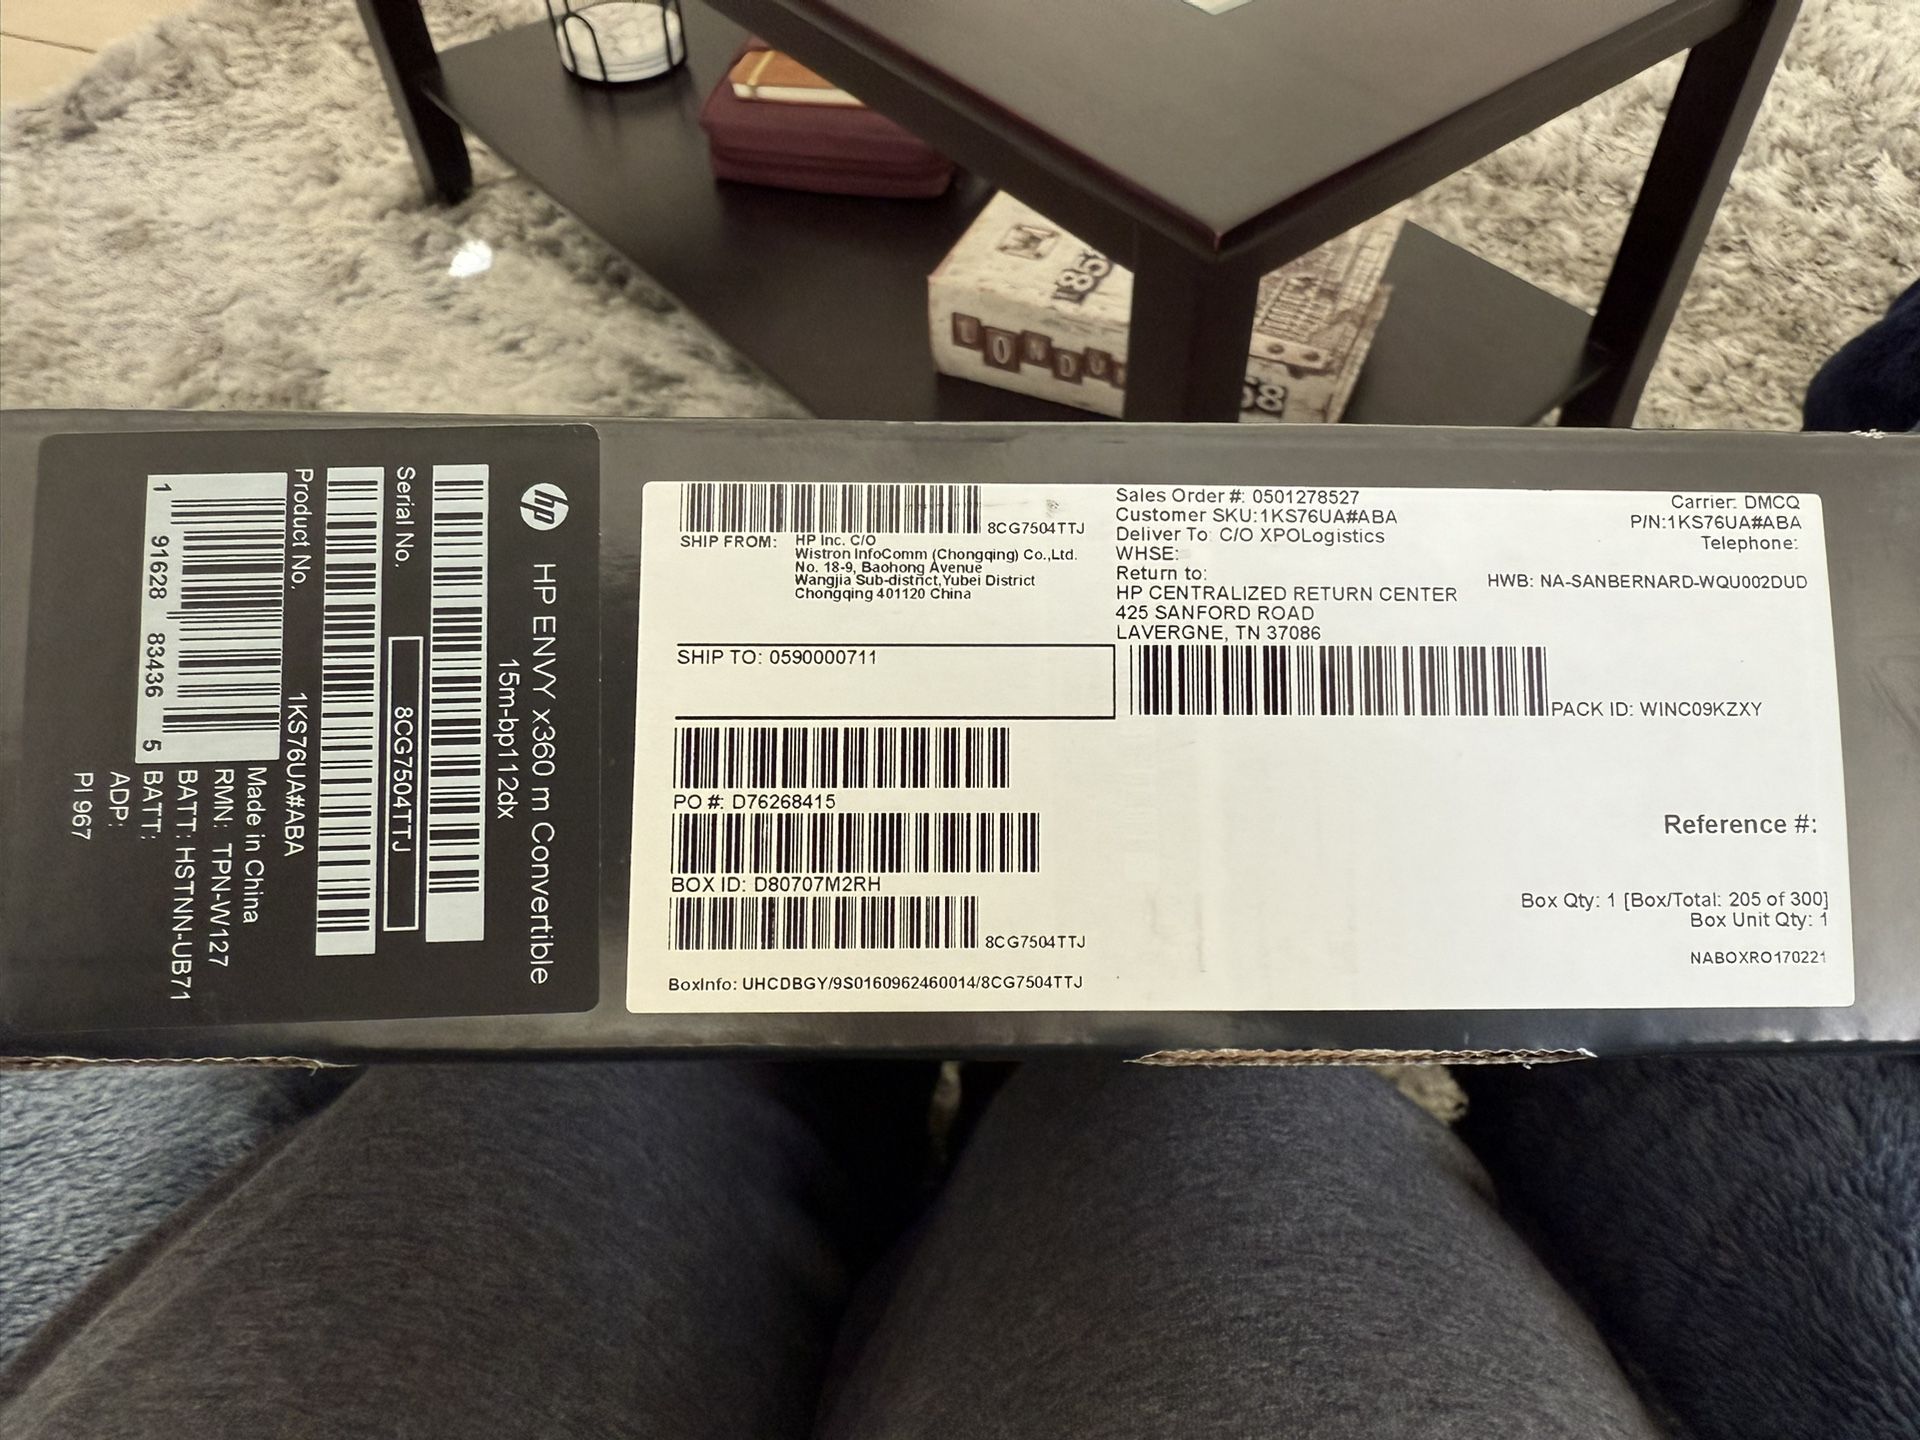 1858
LONDON
58
hp
HP ENVY x360 m Convertible
15m-bp112dx
Serial No.
8CG7504TTJ
Product No.
1KS76UA#ABA
1 91628 83436 5
Made in China
RMN: TPN-W127
BATT: HSTNN-UB71
BATT:
ADP:
PI 967
8CG7504TTJ
SHIP FROM: HP Inc. C/O
Wistron InfoComm (Chongqing) Co.,Ltd.
No. 18-9, Baohong Avenue
Wangjia Sub-district,Yubei District
Chongqing 401120 China
SHIP TO: 0590000711
PO #: D76268415
BOX ID: D80707M2RH
8CG7504TTJ
BoxInfo: UHCDBGY/9S0160962460014/8CG7504TTJ
Sales Order #: 0501278527
Customer SKU:1KS76UA#ABA
Deliver To: C/O XPOLogistics
WHSE:
Return to:
HP CENTRALIZED RETURN CENTER
425 SANFORD ROAD
LAVERGNE, TN 37086
PACK ID: WINC09KZXY
Carrier: DMCQ
P/N:1KS76UA#ABA
Telephone:
HWB: NA-SANBERNARD-WQU002DUD
Reference #:
Box Qty: 1 [Box/Total: 205 of 300]
Box Unit Qty: 1
NABOXRO170221